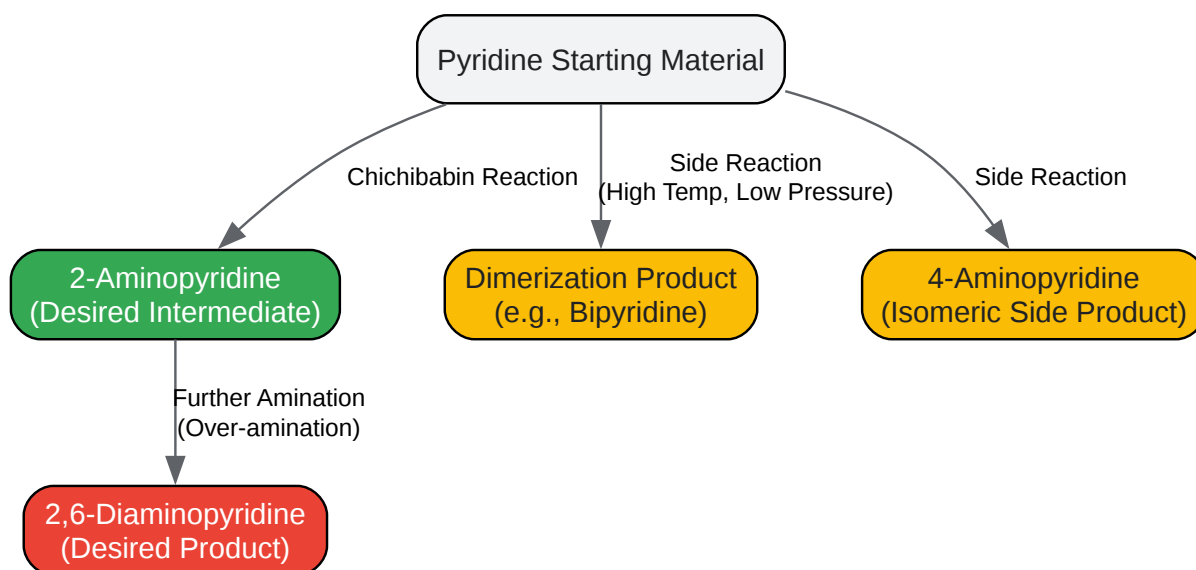 Pyridine Starting Material
Chichibabin Reaction
Side Reaction
(High Temp, Low Pressure)
Side Reaction
2-Aminopyridine
(Desired Intermediate)
Dimerization Product
(e.g., Bipyridine)
4-Aminopyridine
(Isomeric Side Product)
Further Amination
(Over-amination)
2,6-Diaminopyridine
(Desired Product)